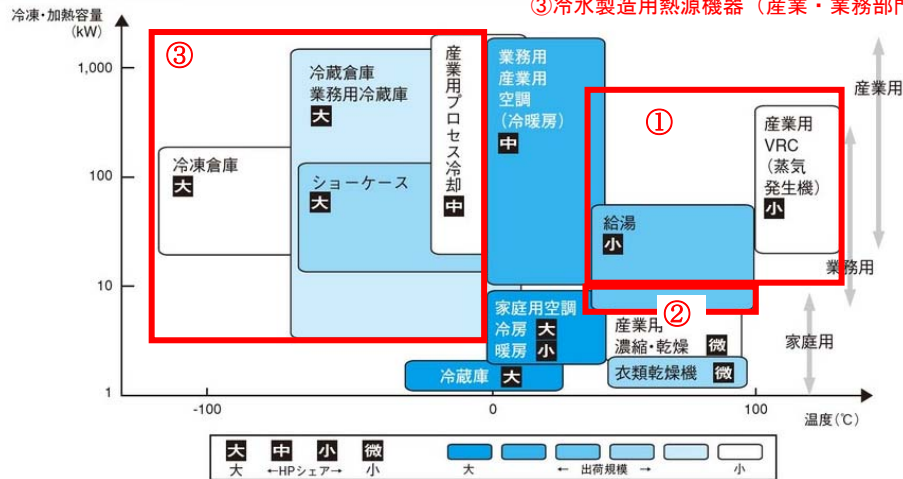 ③冷水製造用熱源機器（産業・業務部門
冷凍・加熱容量
(kW)
1,000
100
10
1
③
冷蔵倉庫
業務用冷蔵庫
大
冷凍倉庫
大
ショーケース
大
産業用プロセス冷却
中
業務用
産業用
空調
(冷暖房)
中
①
産業用
VRC
(蒸気
発生機)
小
給湯
小
②
家庭用空調
冷房 大
暖房 小
産業用
濃縮・乾燥 微
冷蔵庫 大
衣類乾燥機 微
産業用
業務用
家庭用
-100
0
100
温度(℃)
大 中 小 微
大 ←HPシェア→ 小
大 ← 出荷規模 → 小